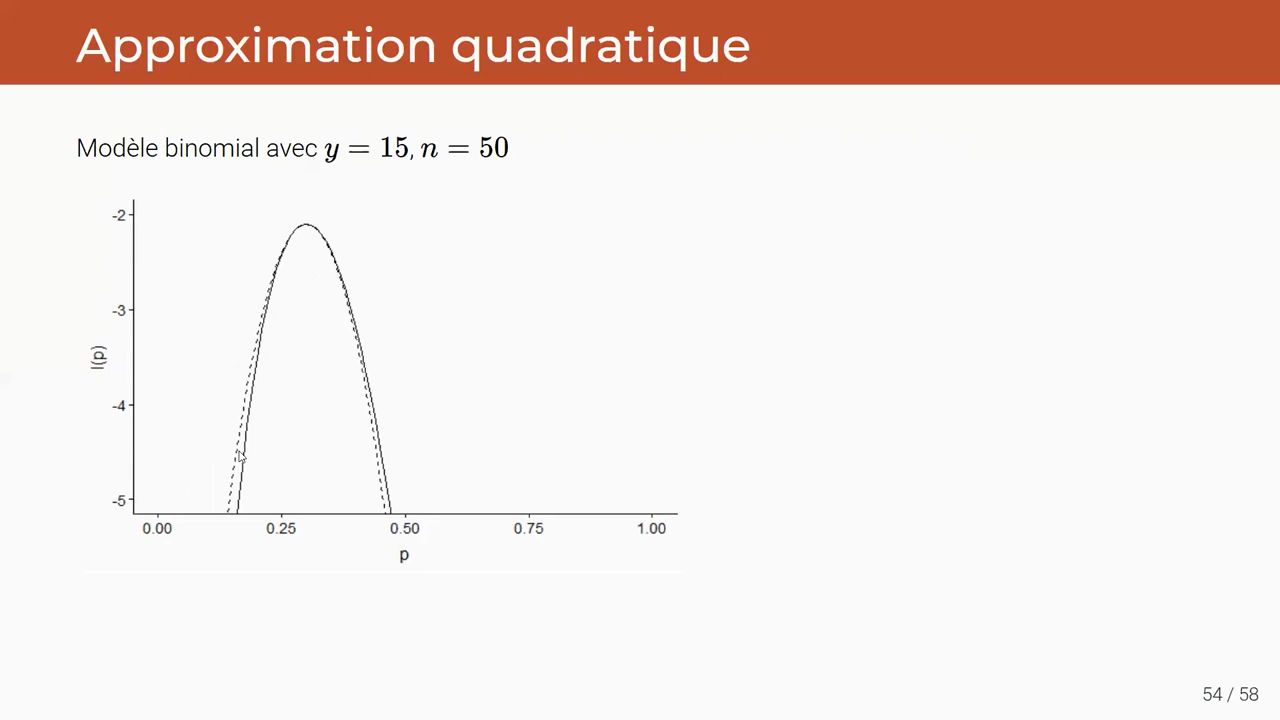 Approximation quadratique
Modèle binomial avec y = 15, n = 50
-2
-3
-4
-5
l(p)
0.00 0.25 0.50 0.75 1.00
p
54 / 58